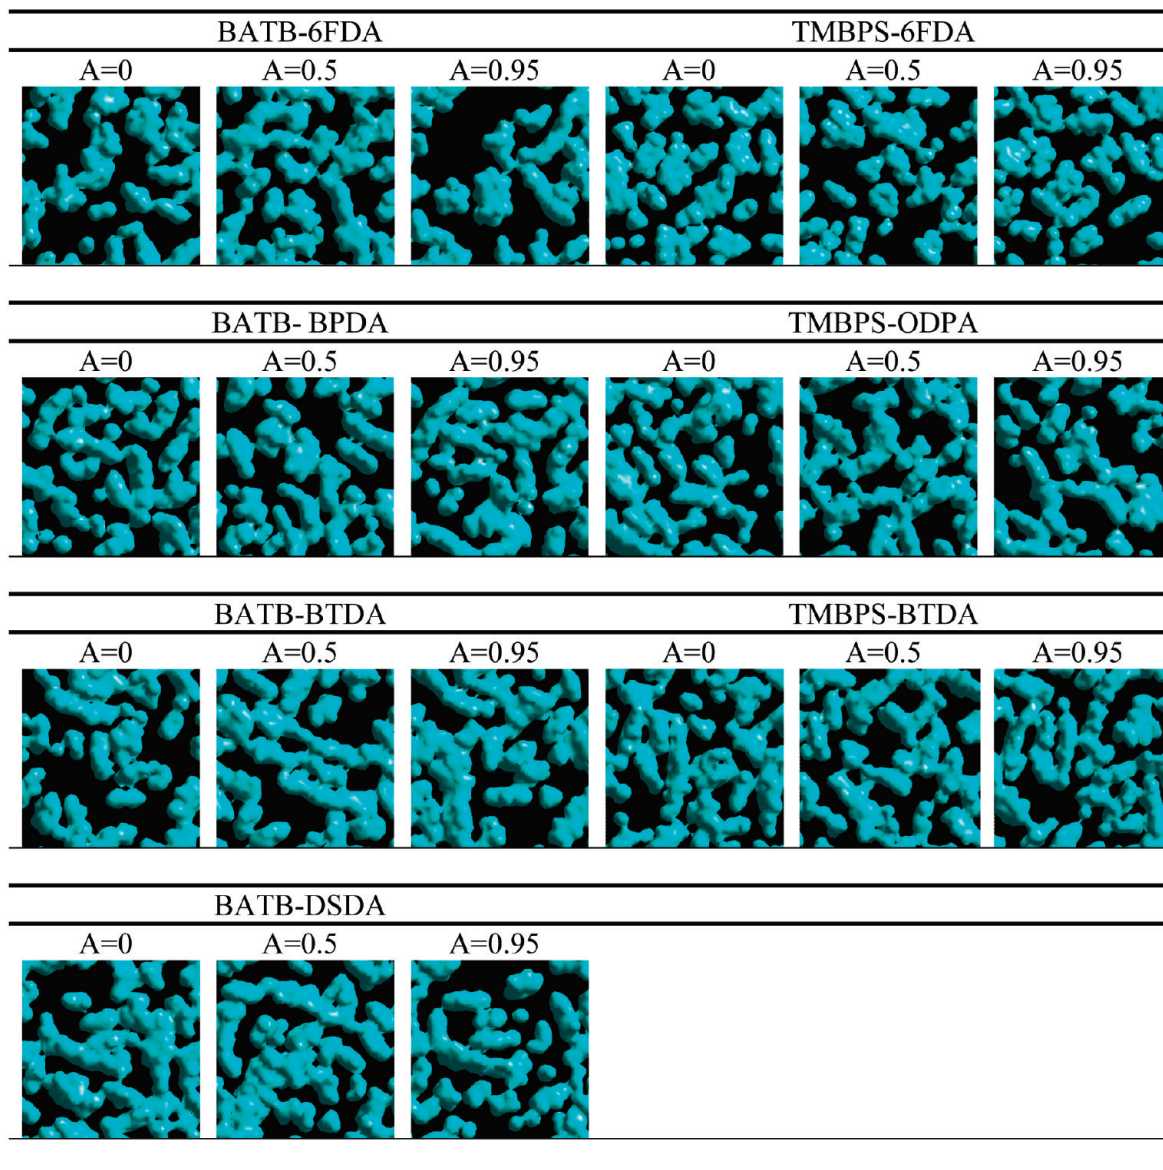 BATB-6FDA TMBPS-6FDA
A=0 A=0.5 A=0.95 A=0 A=0.5 A=0.95
BATB- BPDA TMBPS-ODPA
A=0 A=0.5 A=0.95 A=0 A=0.5 A=0.95
BATB-BTDA TMBPS-BTDA
A=0 A=0.5 A=0.95 A=0 A=0.5 A=0.95
BATB-DSDA
A=0 A=0.5 A=0.95